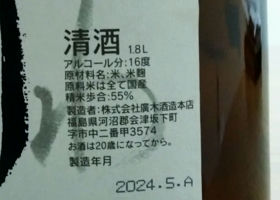 清酒 1.8L
アルコール分:16度
原材料名:米、米麹
原料米は全て国産
精米歩合:55%
製造者:株式会社廣木酒造本店
福島県河沼郡会津坂下町
字市中二番甲3574
お酒は20歳になってから。
製造年月
2024.5.A